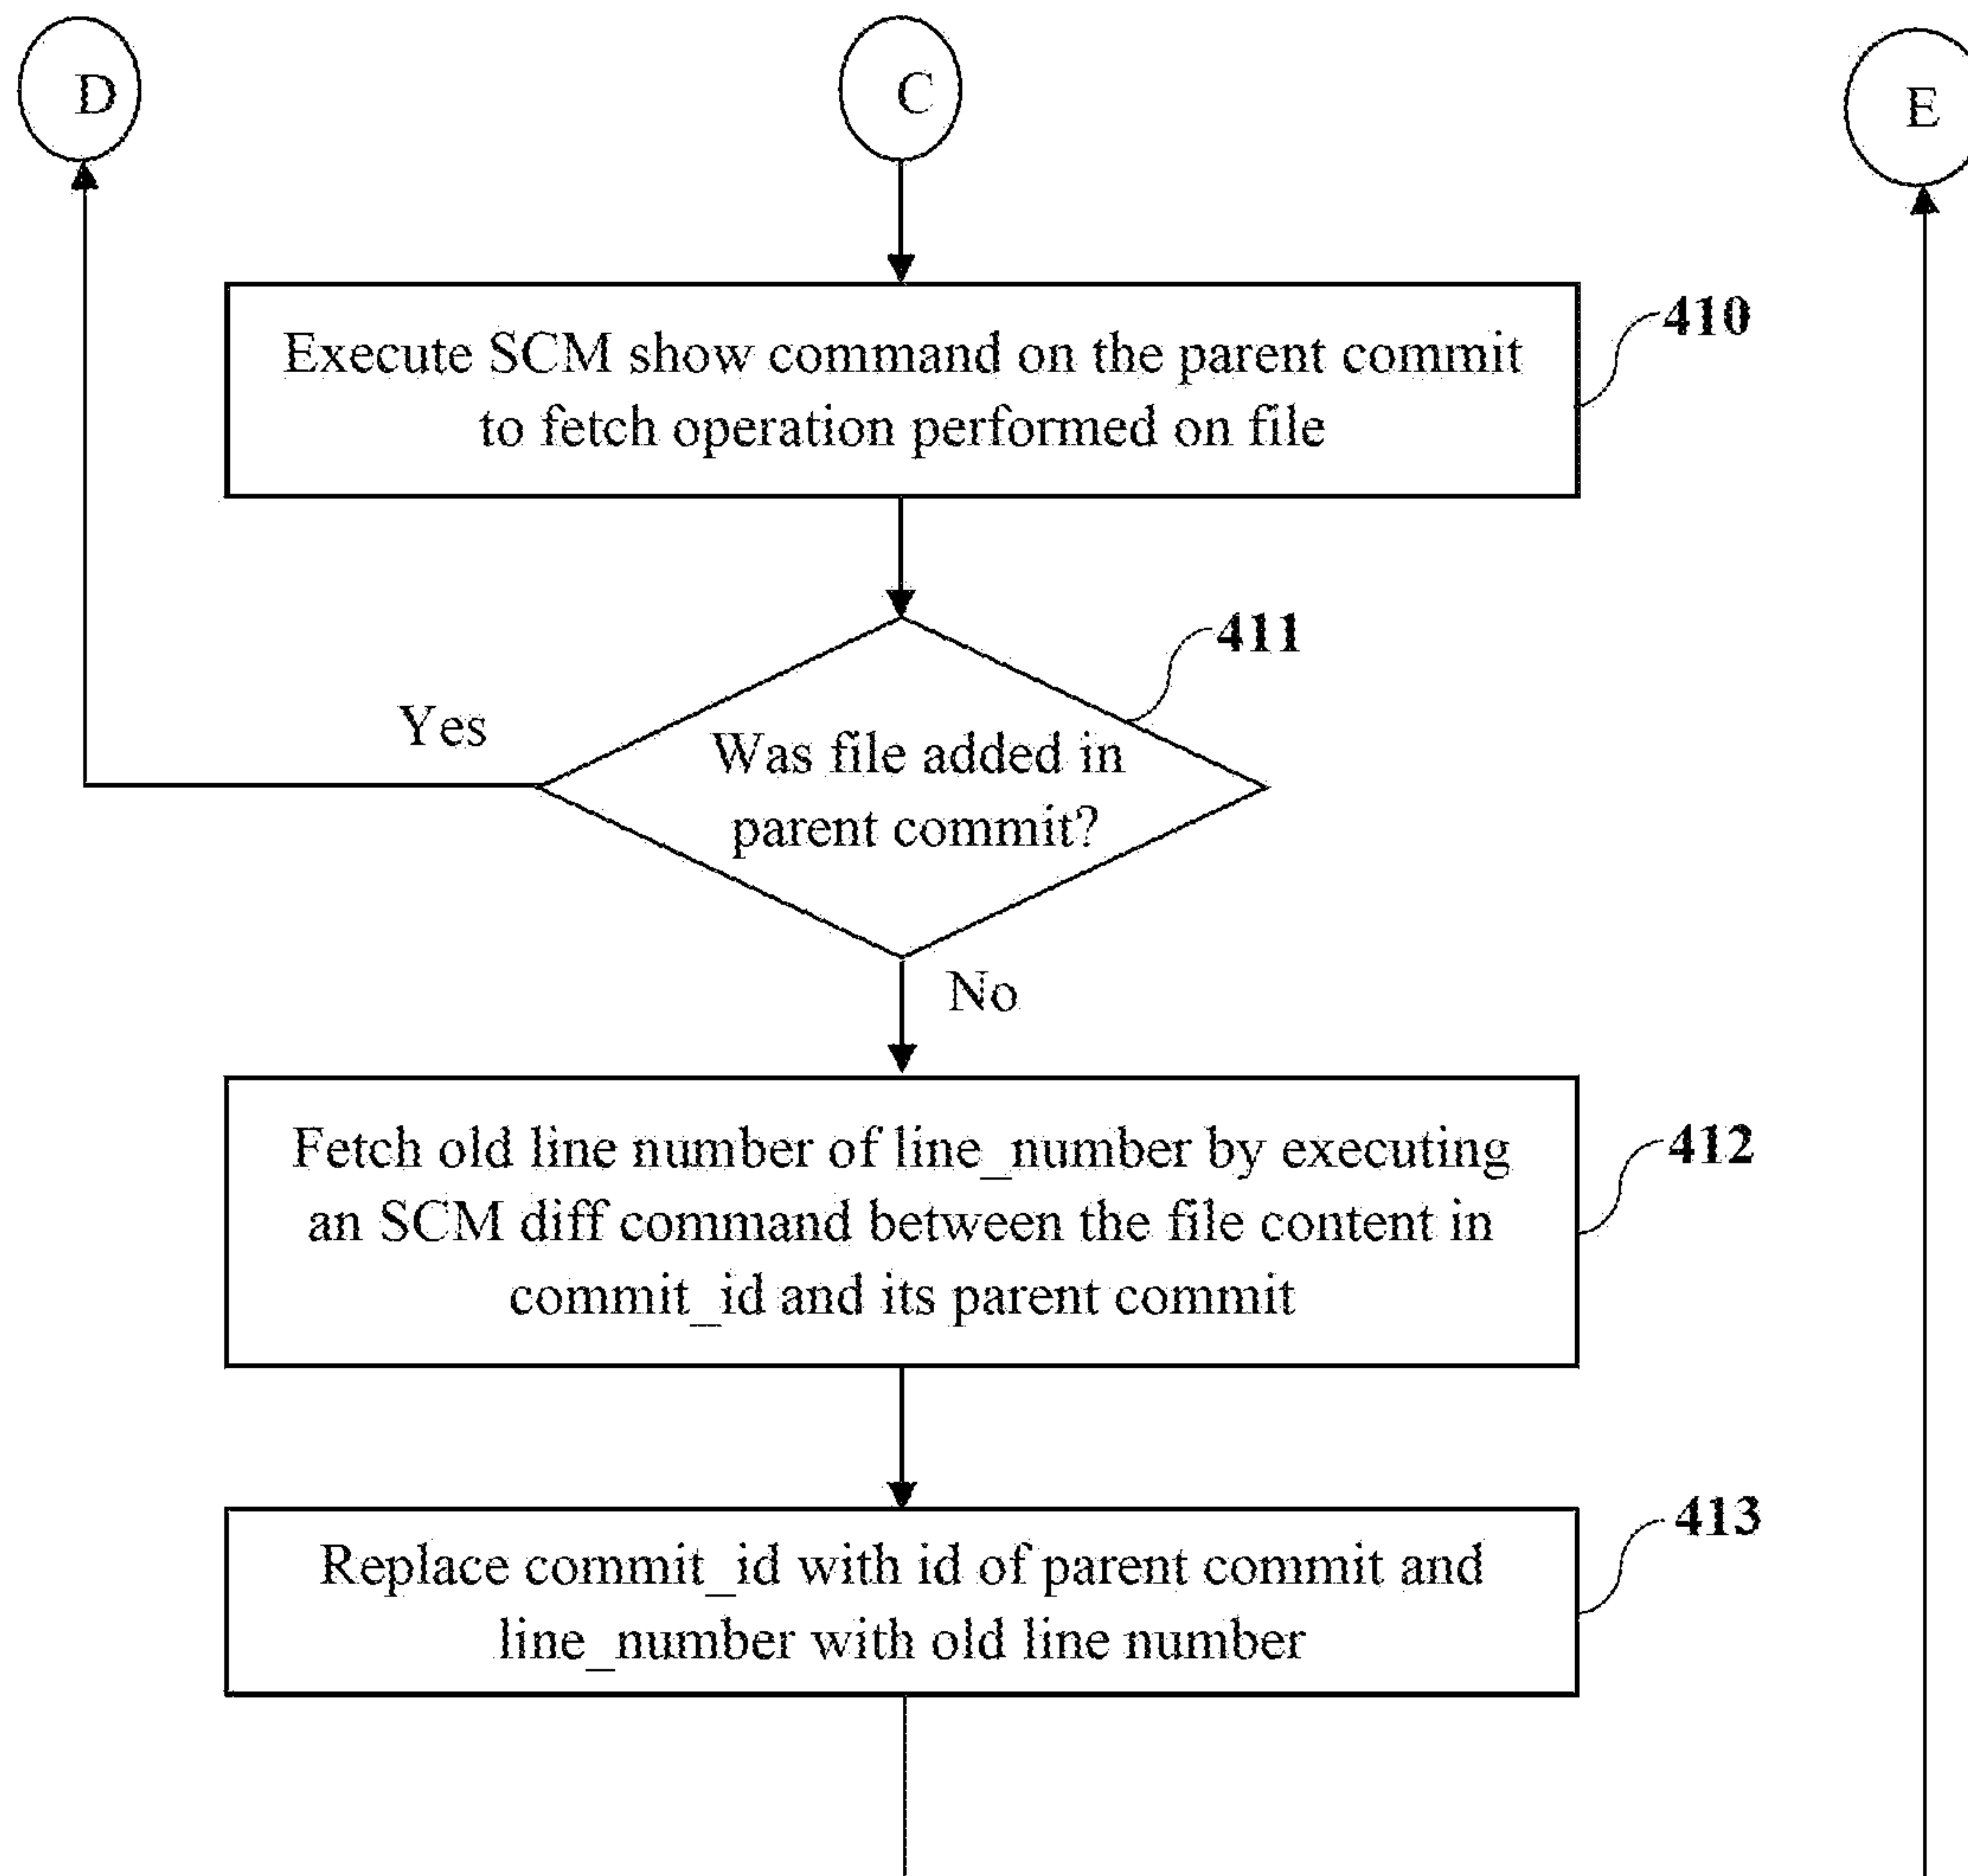 D
C
E
Execute SCM show command on the parent commit
to fetch operation performed on file
410
411
Yes
Was file added in
parent commit?
No
Fetch old line number of line_number by executing
an SCM diff command between the file content in
commit_id and its parent commit
412
Replace commit_id with id of parent commit and
line_number with old line number
413